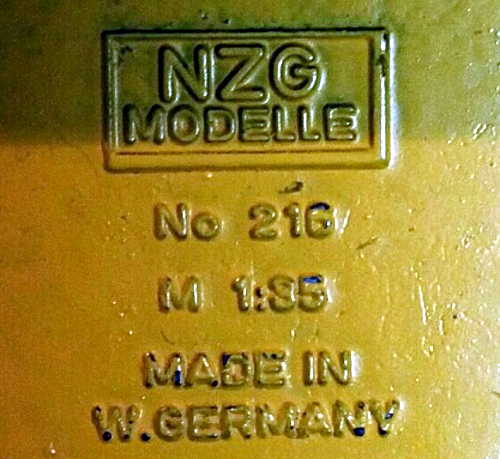 NZG
MODELLE
No 216
M 1:35
MADE IN
W.GERMANY